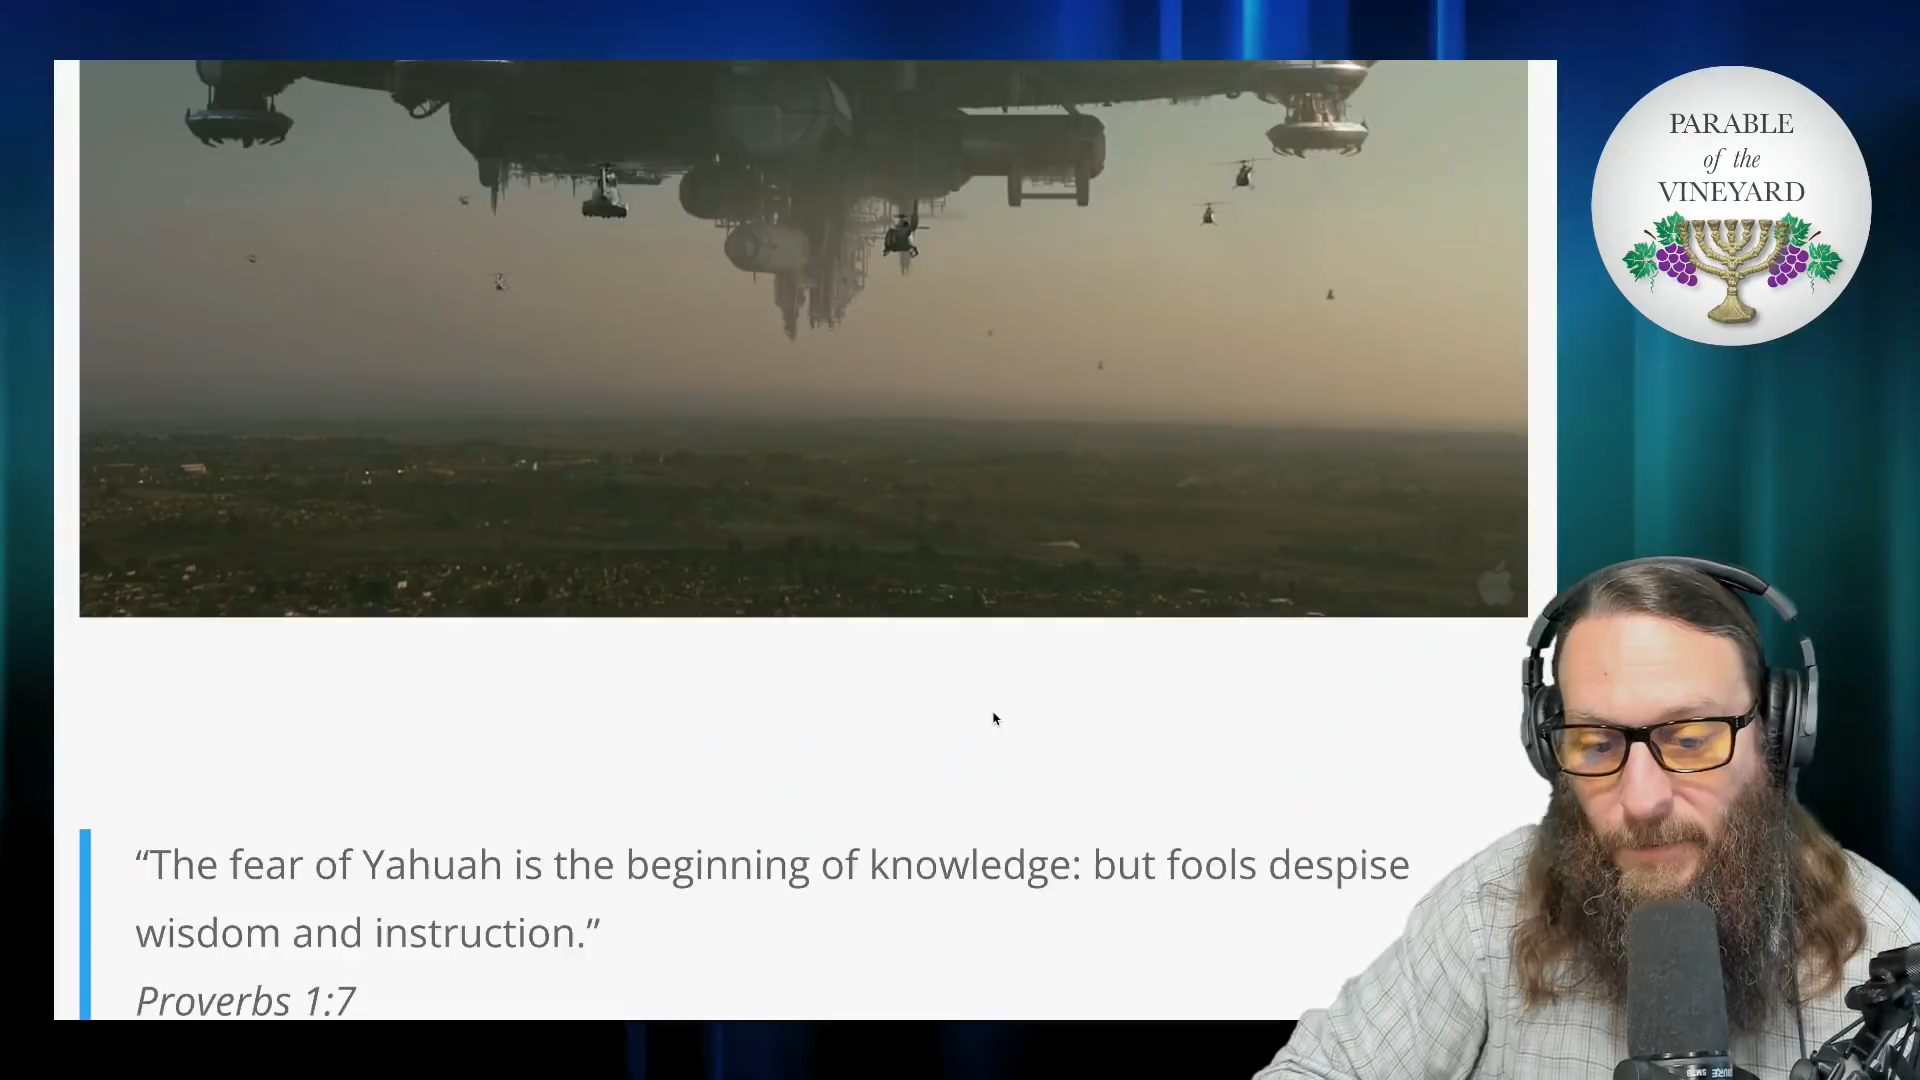 PARABLE
of the
VINEYARD
“The fear of Yahuah is the beginning of knowledge: but fools despise
wisdom and instruction.”
Proverbs 1:7